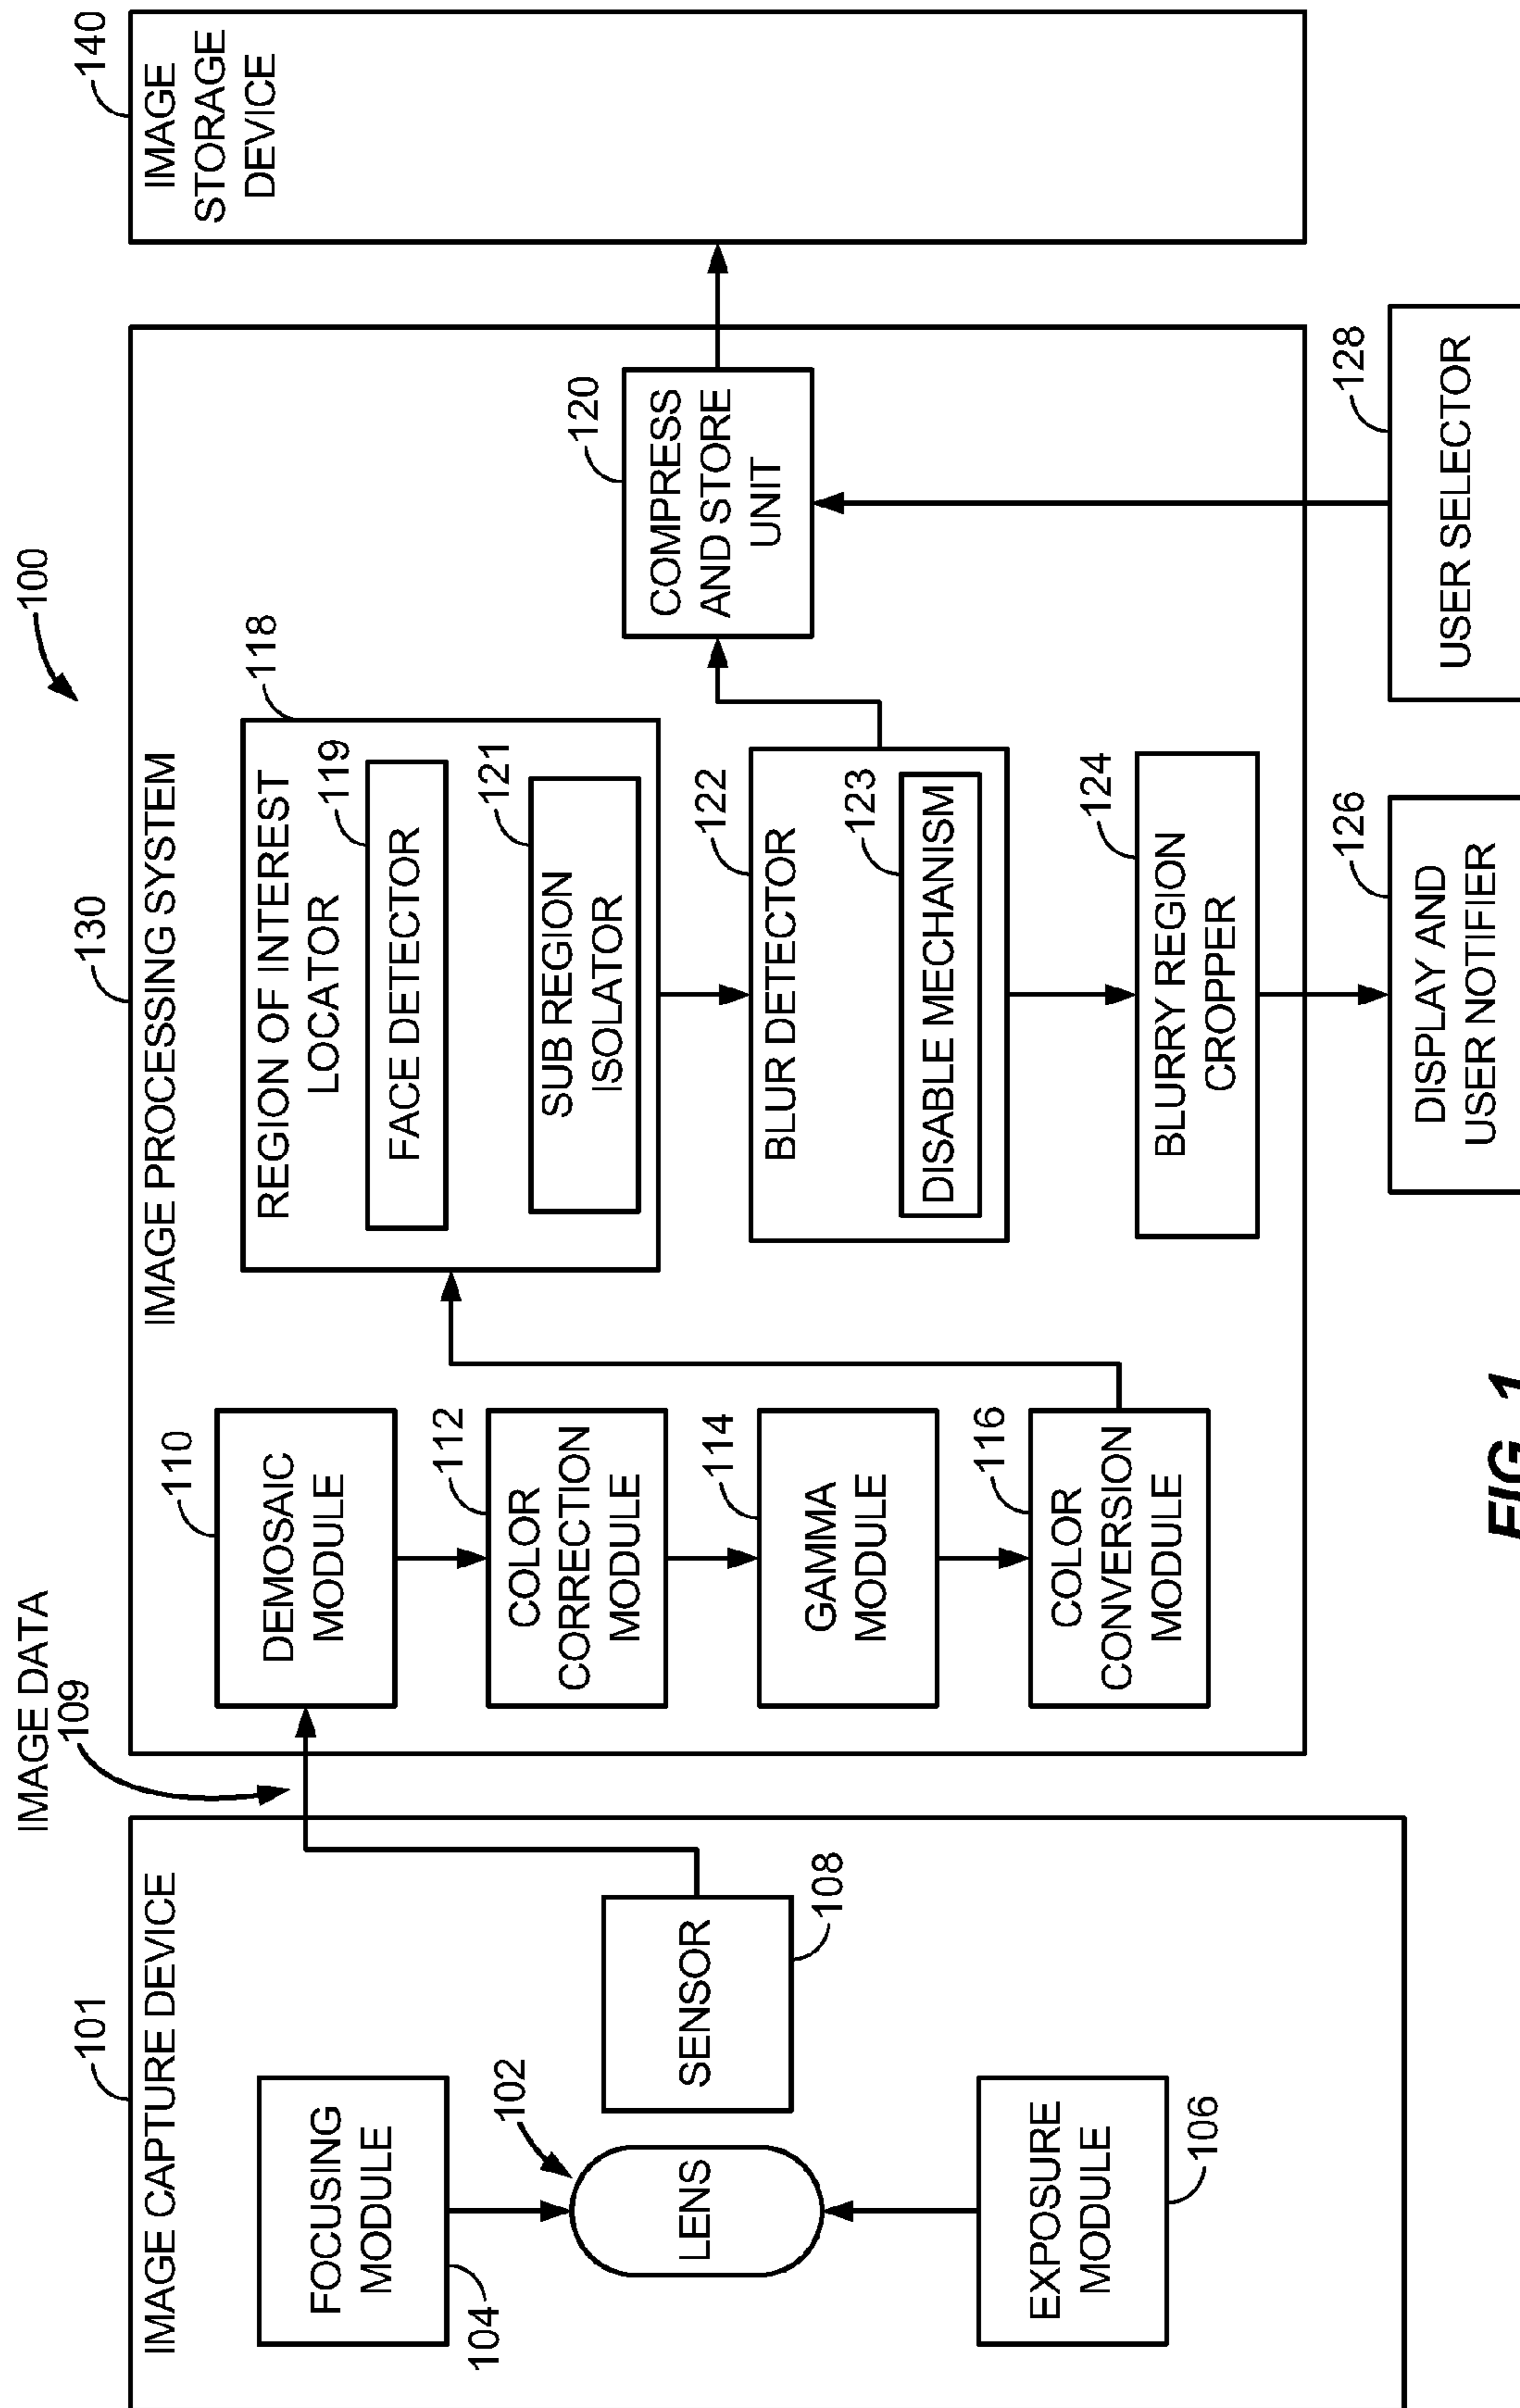 100
IMAGE DATA
109
101
IMAGE CAPTURE DEVICE
FOCUSING
MODULE
104
102
LENS
SENSOR
108
EXPOSURE
MODULE
106
130
IMAGE PROCESSING SYSTEM
110
DEMOSAIC
MODULE
112
COLOR
CORRECTION
MODULE
114
GAMMA
MODULE
116
COLOR
CONVERSION
MODULE
118
REGION OF INTEREST
LOCATOR
119
FACE DETECTOR
121
SUB REGION
ISOLATOR
122
BLUR DETECTOR
123
DISABLE MECHANISM
124
BLURRY REGION
CROPPER
120
COMPRESS
AND STORE
UNIT
140
IMAGE
STORAGE
DEVICE
126
DISPLAY AND
USER NOTIFIER
128
USER SELECTOR
FIG. 1